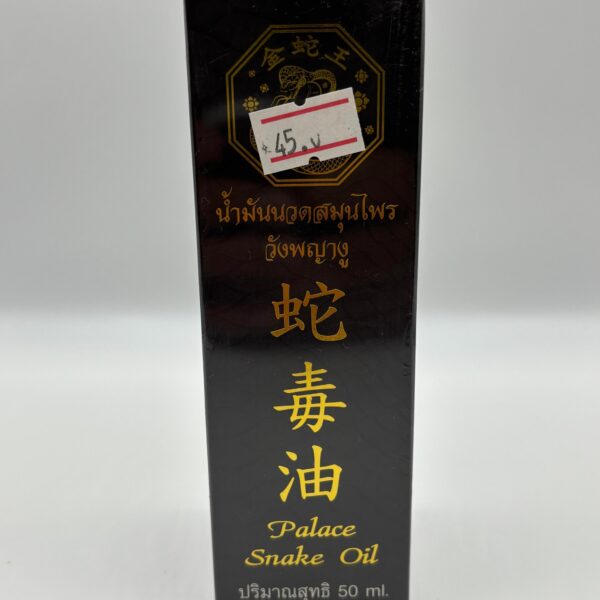 金蛇王
45.
น้ำมันนวดสมุนไพร
วังพญางู
蛇
毒
油
Palace
Snake Oil
ปริมาณสุทธิ 50 ml.